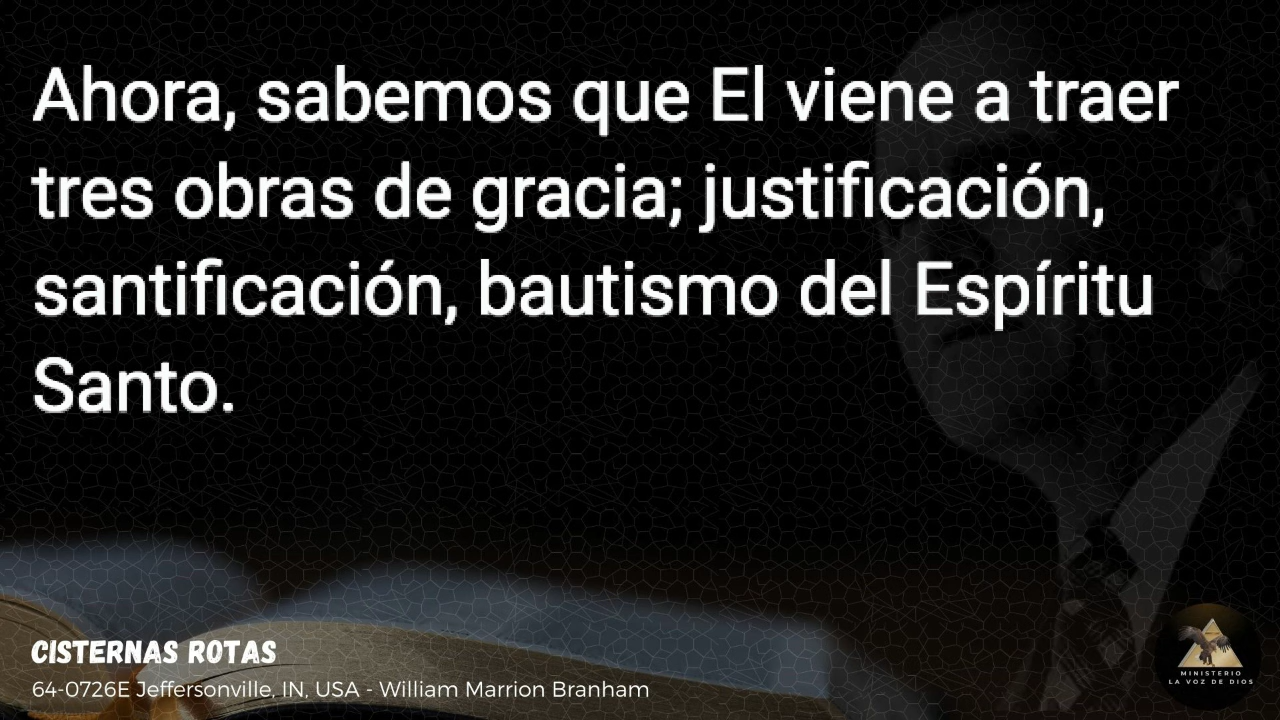 Ahora, sabemos que El viene a traer
tres obras de gracia; justificación,
santificación, bautismo del Espíritu
Santo.
CISTERNAS ROTAS
64-0726E Jeffersonville, IN, USA - William Marrion Branham
MINISTERIO
LA VOZ DE DIOS